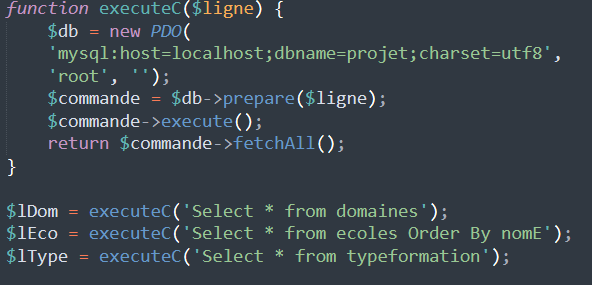 function executeC($ligne) {
    $db = new PDO(
    'mysql:host=localhost;dbname=projet;charset=utf8',
    'root', '');
    $commande = $db->prepare($ligne);
    $commande->execute();
    return $commande->fetchAll();
}

$lDom = executeC('Select * from domaines');
$lEco = executeC('Select * from ecoles Order By nomE');
$lType = executeC('Select * from typeformation');